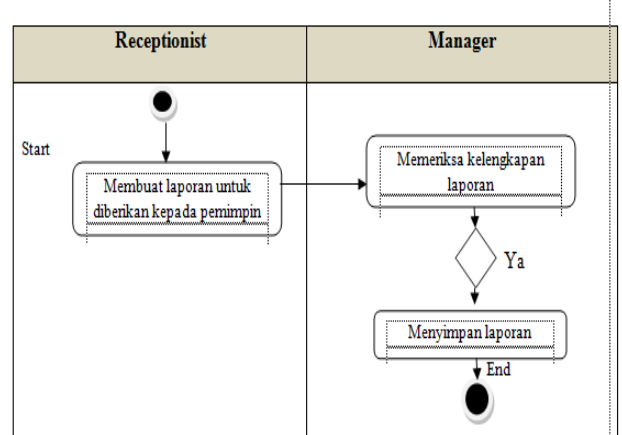 Receptionist
Manager
Start
Membuat laporan untuk
diberikan kepada pemimpin
Memeriksa kelengkapan
laporan
Ya
Menyimpan laporan
End